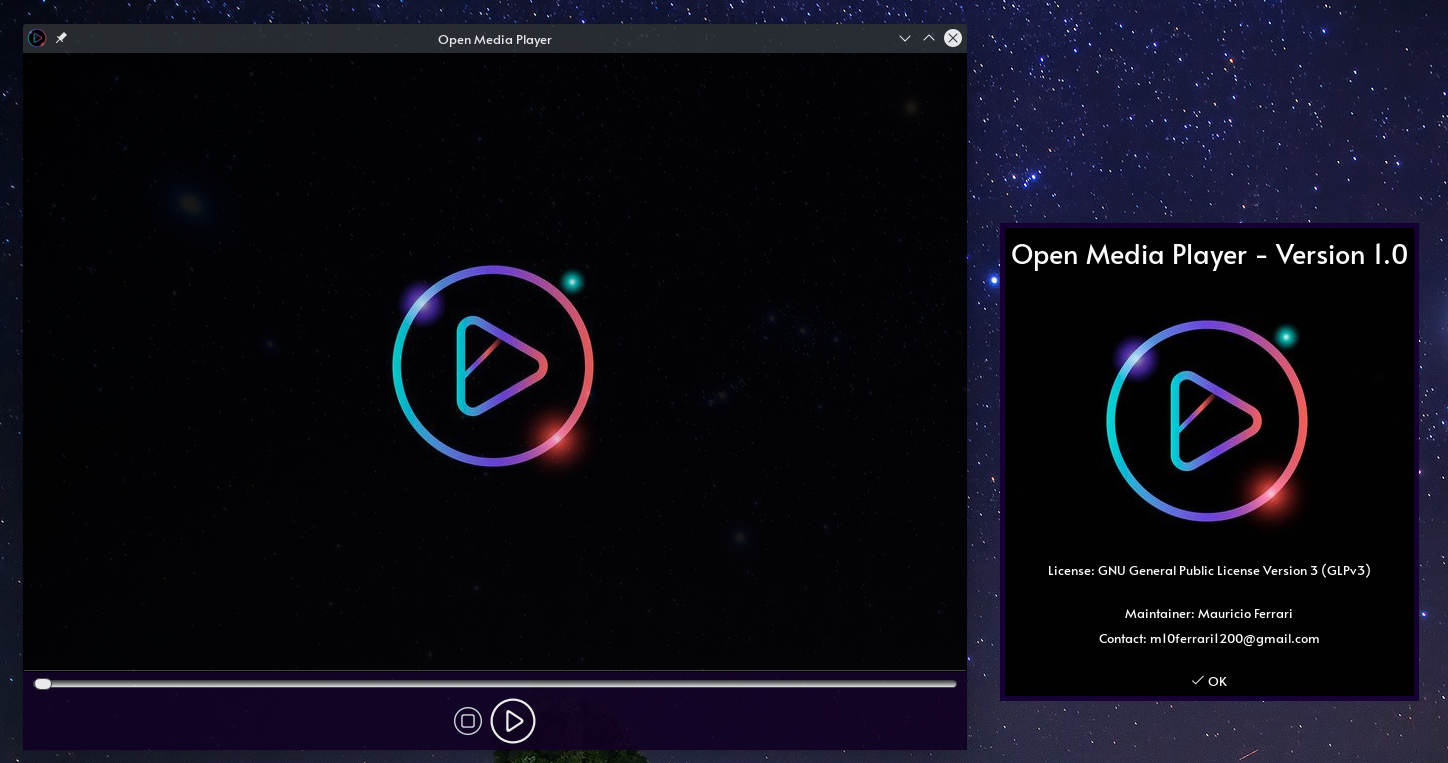 Open Media Player
Open Media Player - Version 1.0
License: GNU General Public License Version 3 (GLPv3)
Maintainer: Mauricio Ferrari
Contact: m10ferrari1200@gmail.com
OK